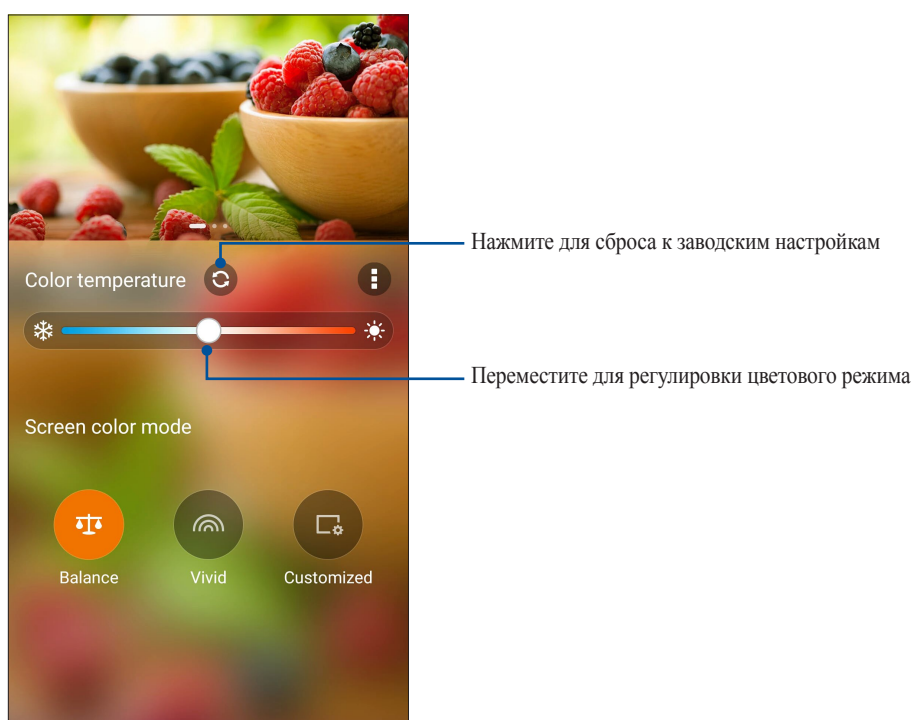 Нажмите для сброса к заводским настройкам
Color temperature
Переместите для регулировки цветового режима
Screen color mode
Balance
Vivid
Customized